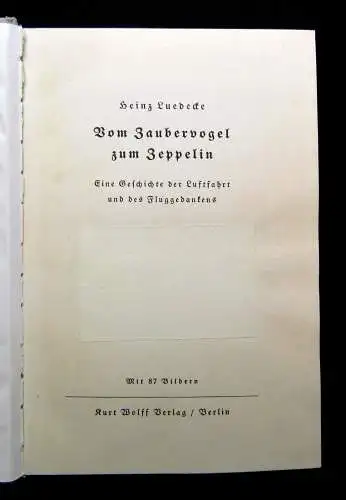 Heinz Luedecke
Vom Zaubervogel
zum Zeppelin
Eine Geschichte der Luftfahrt
und des Fluggedankens
Mit 87 Bildern
Kurt Wolff Verlag / Berlin